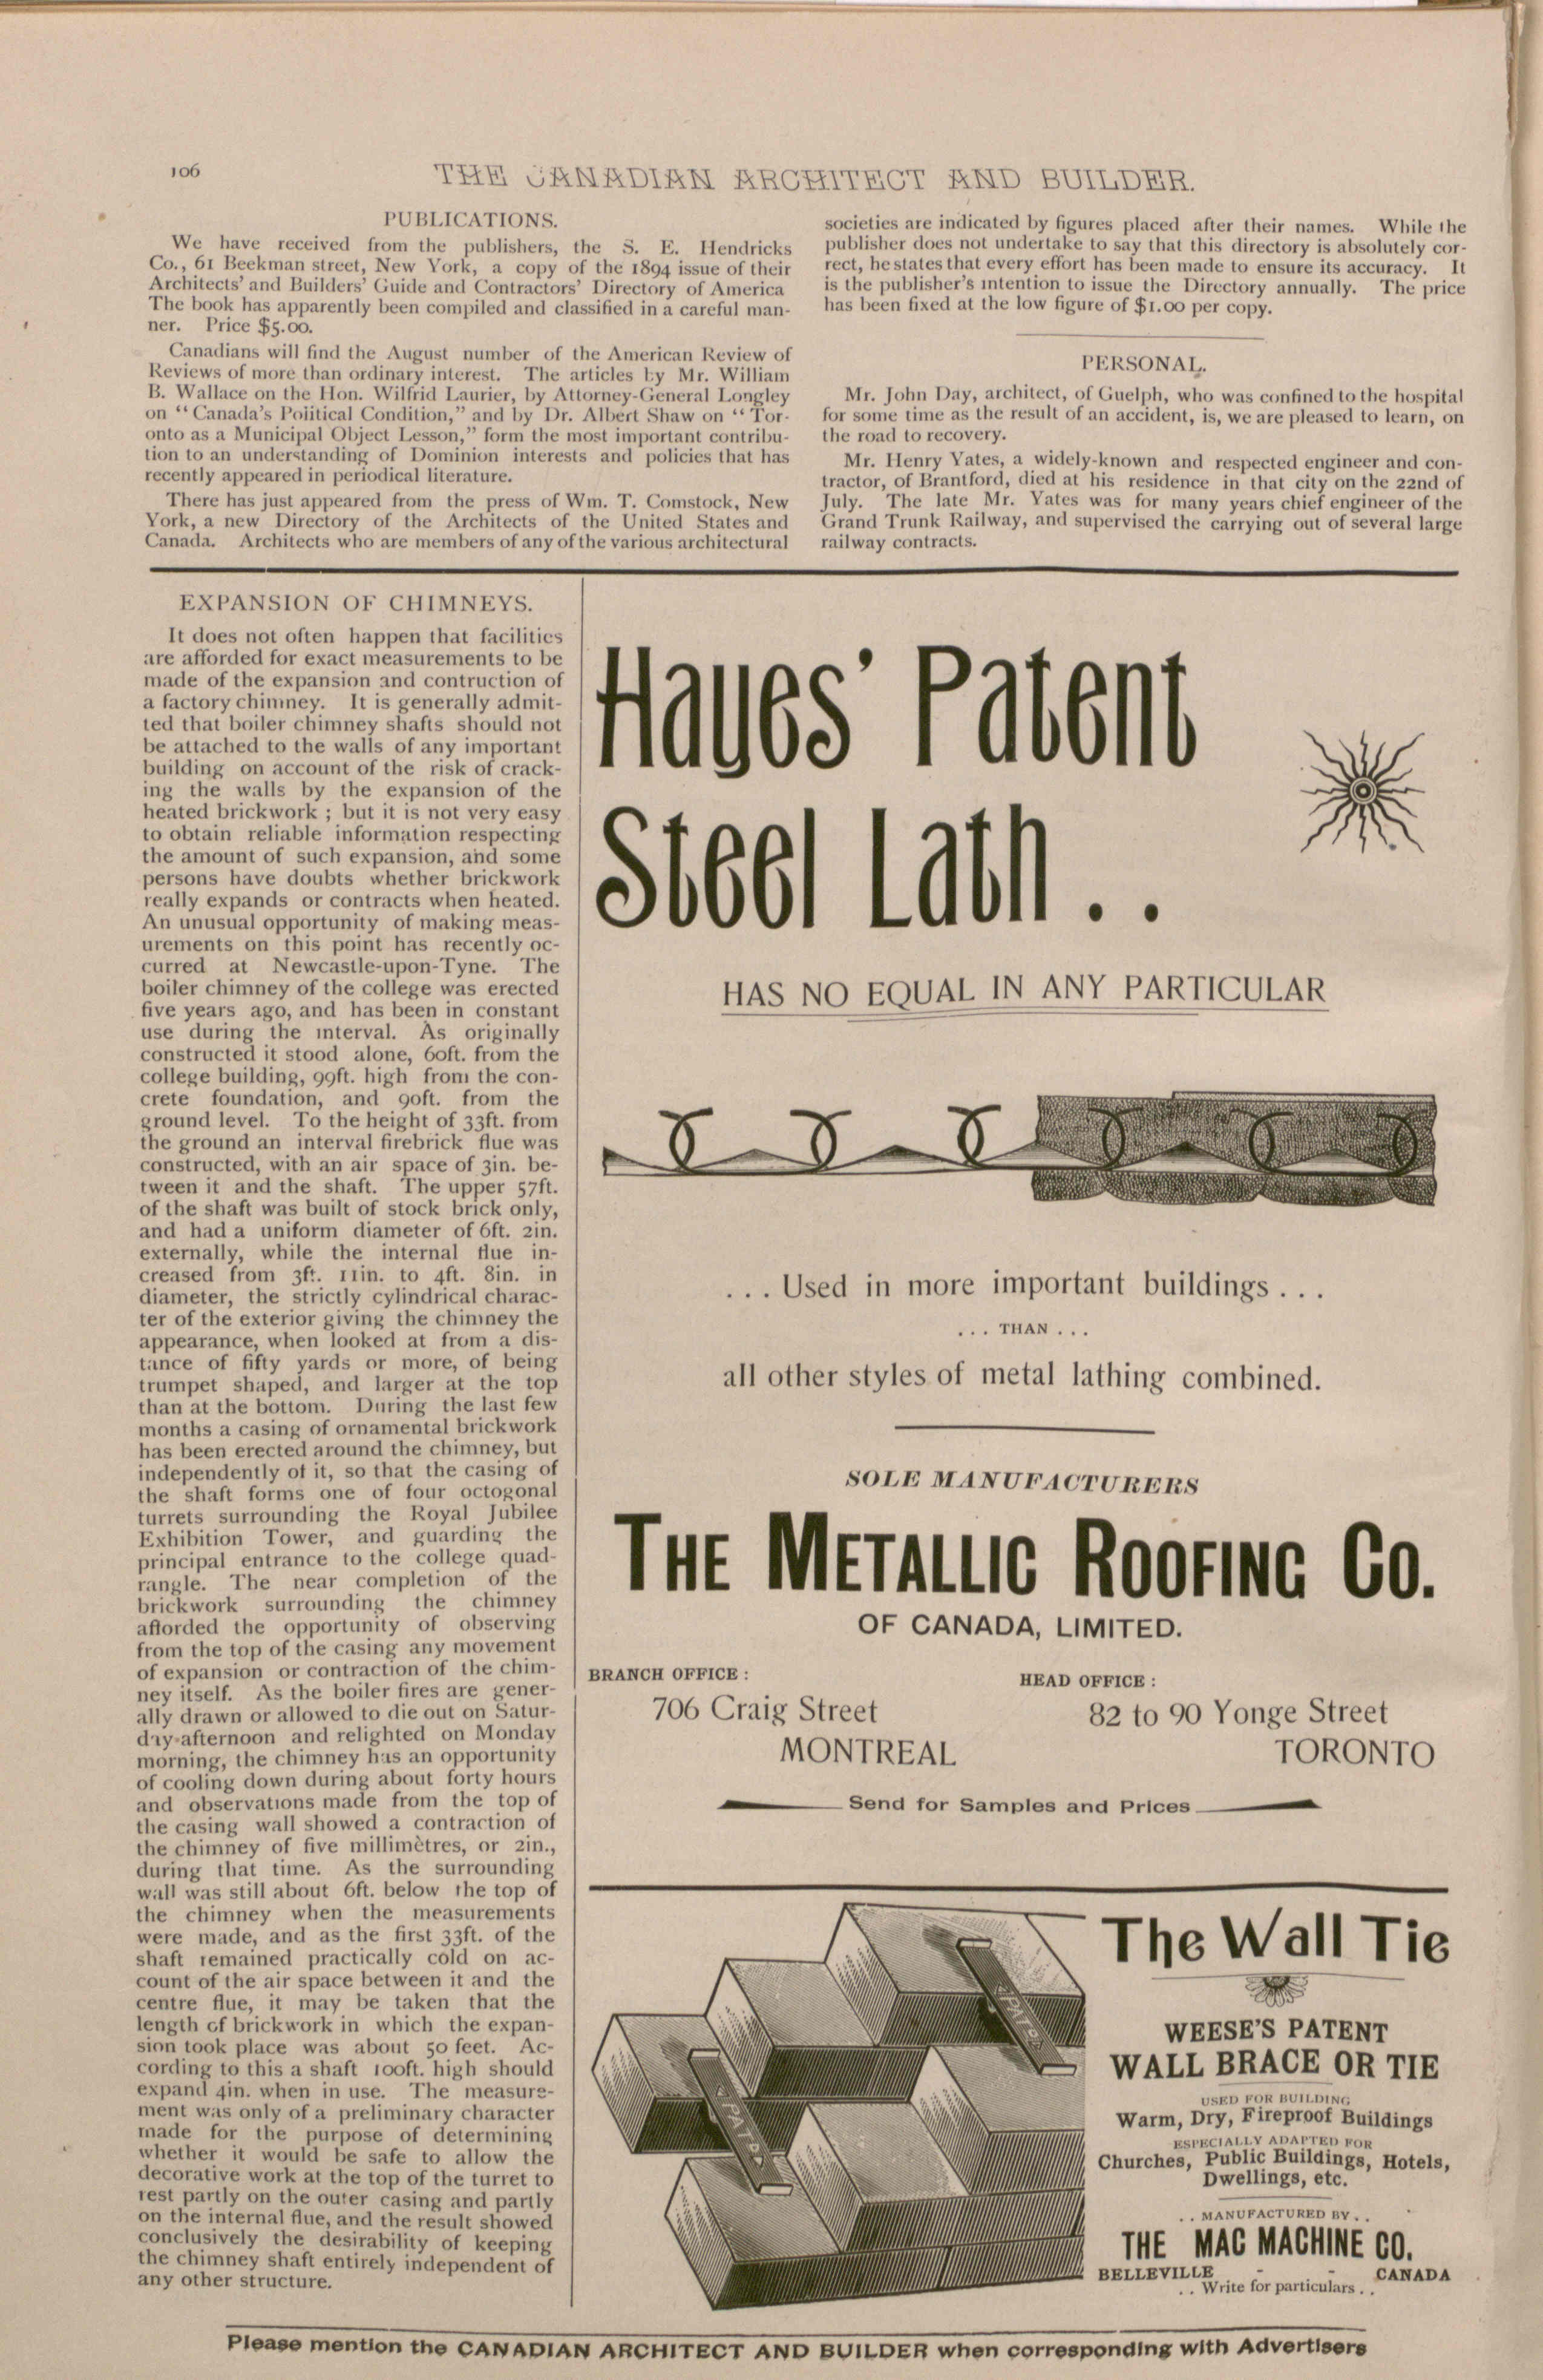 106
THE CANADIAN ARCHITECT AND BUILDER.
PUBLICATIONS.
We have received from the publishers, the S. E. Hendricks
Co., 61 Beekman street, New York, a copy of the 1894 issue of their
Architects' and Builders' Guide and Contractors' Directory of America
The book has apparently been compiled and classified in a careful man-
ner. Price $5.00.
Canadians will find the August number of the American Review of
Reviews of more than ordinary interest. The articles by Mr. William
B. Wallace on the Hon. Wilfrid Laurier, by Attorney-General Longley
on "Canada's Political Condition," and by Dr. Albert Shaw on "Tor-
onto as a Municipal Object Lesson," form the most important contribu-
tion to an understanding of Dominion interests and policies that has
recently appeared in periodical literature.
There has just appeared from the press of Wm. T. Comstock, New
York, a new Directory of the Architects of the United States and
Canada. Architects who are members of any of the various architectural
societies are indicated by figures placed after their names. While the
publisher does not undertake to say that this directory is absolutely cor-
rect, he states that every effort has been made to ensure its accuracy. It
is the publisher's intention to issue the Directory annually. The price
has been fixed at the low figure of $1.00 per copy.
PERSONAL.
Mr. John Day, architect, of Guelph, who was confined to the hospital
for some time as the result of an accident, is, we are pleased to learn, on
the road to recovery.
Mr. Henry Yates, a widely-known and respected engineer and con-
tractor, of Brantford, died at his residence in that city on the 22nd of
July. The late Mr. Yates was for many years chief engineer of the
Grand Trunk Railway, and supervised the carrying out of several large
railway contracts.
EXPANSION OF CHIMNEYS.
It does not often happen that facilities
are afforded for exact measurements to be
made of the expansion and contruction of
a factory chimney. It is generally admit-
ted that boiler chimney shafts should not
be attached to the walls of any important
building on account of the risk of crack-
ing the walls by the expansion of the
heated brickwork ; but it is not very easy
to obtain reliable information respecting
the amount of such expansion, and some
persons have doubts whether brickwork
really expands or contracts when heated.
An unusual opportunity of making meas-
urements on this point has recently oc-
curred at Newcastle-upon-Tyne. The
boiler chimney of the college was erected
five years ago, and has been in constant
use during the interval. As originally
constructed it stood alone, 60ft. from the
college building, 99ft. high from the con-
crete foundation, and 90ft. from the
ground level. To the height of 33ft. from
the ground an interval firebrick flue was
constructed, with an air space of 3in. be-
tween it and the shaft. The upper 57ft.
of the shaft was built of stock brick only,
and had a uniform diameter of 6ft. 2in.
externally, while the internal flue in-
creased from 3ft. 11in. to 4ft. 8in. in
diameter, the strictly cylindrical charac-
ter of the exterior giving the chimney the
appearance, when looked at from a dis-
tance of fifty yards or more, of being
trumpet shaped, and larger at the top
than at the bottom. During the last few
months a casing of ornamental brickwork
has been erected around the chimney, but
independently of it, so that the casing of
the shaft forms one of four octogonal
turrets surrounding the Royal Jubilee
Exhibition Tower, and guarding the
principal entrance to the college quad-
rangle. The near completion of the
brickwork surrounding the chimney
afforded the opportunity of observing
from the top of the casing any movement
of expansion or contraction of the chim-
ney itself. As the boiler fires are gener-
ally drawn or allowed to die out on Satur-
day afternoon and relighted on Monday
morning, the chimney has an opportunity
of cooling down during about forty hours
and observations made from the top of
the casing wall showed a contraction of
the chimney of five millimètres, or 2in.,
during that time. As the surrounding
wall was still about 6ft. below the top of
the chimney when the measurements
were made, and as the first 33ft. of the
shaft remained practically cold on ac-
count of the air space between it and the
centre flue, it may be taken that the
length of brickwork in which the expan-
sion took place was about 50 feet. Ac-
cording to this a shaft 100ft. high should
expand 4in. when in use. The measure-
ment was only of a preliminary character
made for the purpose of determining
whether it would be safe to allow the
decorative work at the top of the turret to
rest partly on the outer casing and partly
on the internal flue, and the result showed
conclusively the desirability of keeping
the chimney shaft entirely independent of
any other structure.
Hayes' Patent
Steel Lath . .
HAS NO EQUAL IN ANY PARTICULAR
. . . Used in more important buildings . . .
. . . THAN . . .
all other styles of metal lathing combined.
SOLE MANUFACTURERS
THE METALLIC ROOFING CO.
OF CANADA, LIMITED.
BRANCH OFFICE :
706 Craig Street
MONTREAL
HEAD OFFICE :
82 to 90 Yonge Street
TORONTO
Send for Samples and Prices
PATD
PATD
The Wall Tie
WEESE'S PATENT
WALL BRACE OR TIE
USED FOR BUILDING
Warm, Dry, Fireproof Buildings
ESPECIALLY ADAPTED FOR
Churches, Public Buildings, Hotels,
Dwellings, etc.
. . MANUFACTURED BY . .
THE MAC MACHINE CO.
BELLEVILLE - - CANADA
. . Write for particulars . .
Please mention the CANADIAN ARCHITECT AND BUILDER when corresponding with Advertisers